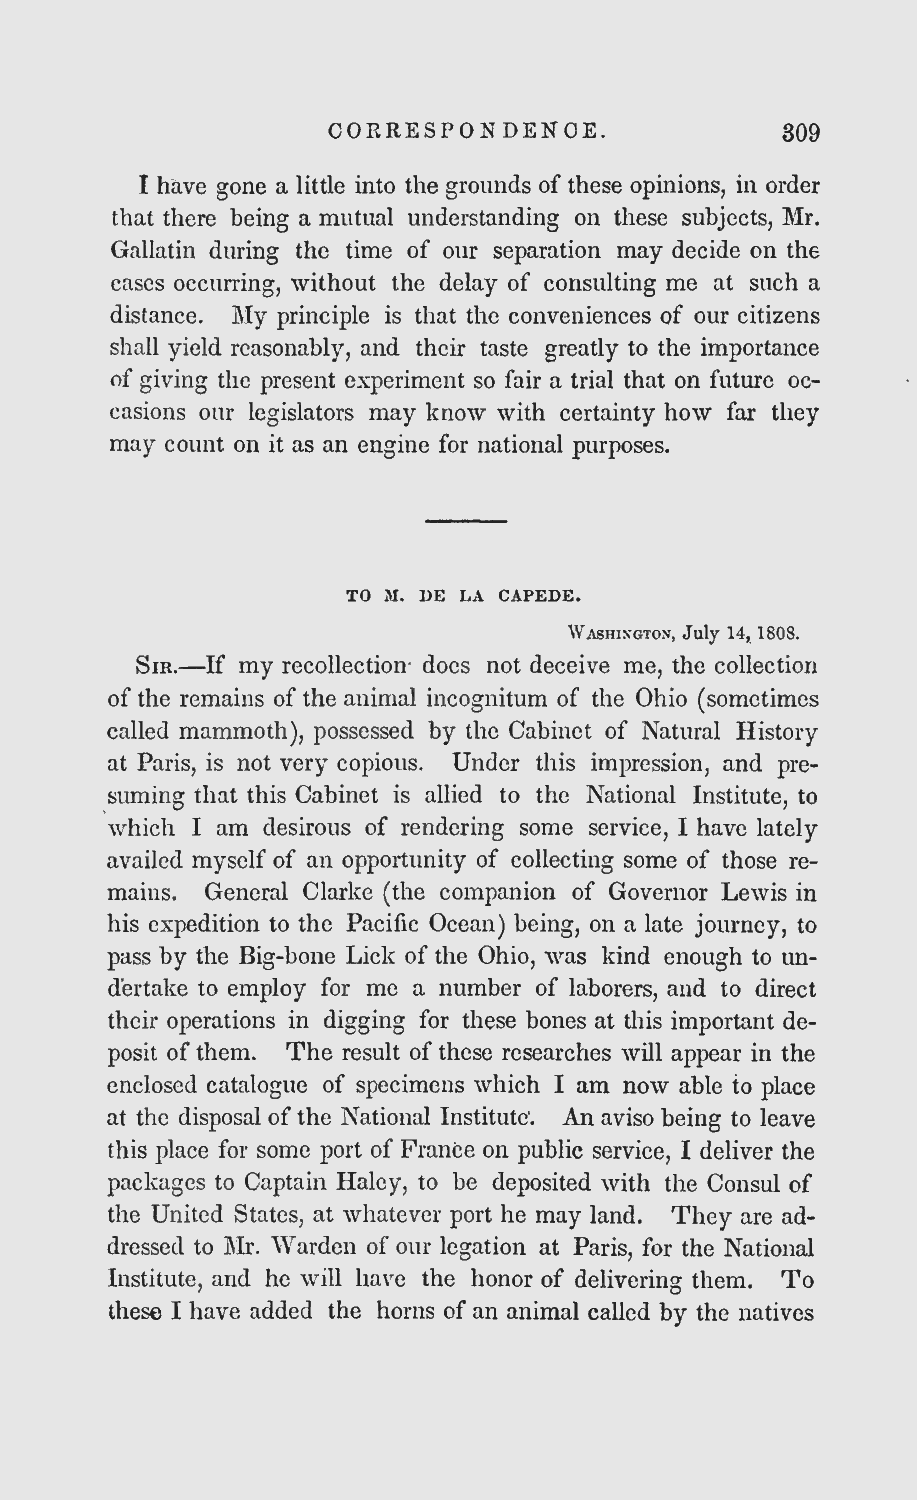 CORRESPONDENCE. 309
I have gone a little into the grounds of these opinions, in order
that there being a mutual understanding on these subjects, Mr.
Gallatin during the time of our separation may decide on the
cases occurring, without the delay of consulting me at such a
distance. My principle is that the conveniences of our citizens
shall yield reasonably, and their taste greatly to the importance
of giving the present experiment so fair a trial that on future oc-
casions our legislators may know with certainty how far they
may count on it as an engine for national purposes.
TO M. DE LA CAPEDE.
WASHINGTON, July 14, 1808.
SIR.—If my recollection does not deceive me, the collection
of the remains of the animal incognitum of the Ohio (sometimes
called mammoth), possessed by the Cabinet of Natural History
at Paris, is not very copious. Under this impression, and pre-
suming that this Cabinet is allied to the National Institute, to
which I am desirous of rendering some service, I have lately
availed myself of an opportunity of collecting some of those re-
mains. General Clarke (the companion of Governor Lewis in
his expedition to the Pacific Ocean) being, on a late journey, to
pass by the Big-bone Lick of the Ohio, was kind enough to un-
dertake to employ for me a number of laborers, and to direct
their operations in digging for these bones at this important de-
posit of them. The result of these researches will appear in the
enclosed catalogue of specimens which I am now able to place
at the disposal of the National Institute. An aviso being to leave
this place for some port of France on public service, I deliver the
packages to Captain Haley, to be deposited with the Consul of
the United States, at whatever port he may land. They are ad-
dressed to Mr. Warden of our legation at Paris, for the National
Institute, and he will have the honor of delivering them. To
these I have added the horns of an animal called by the natives